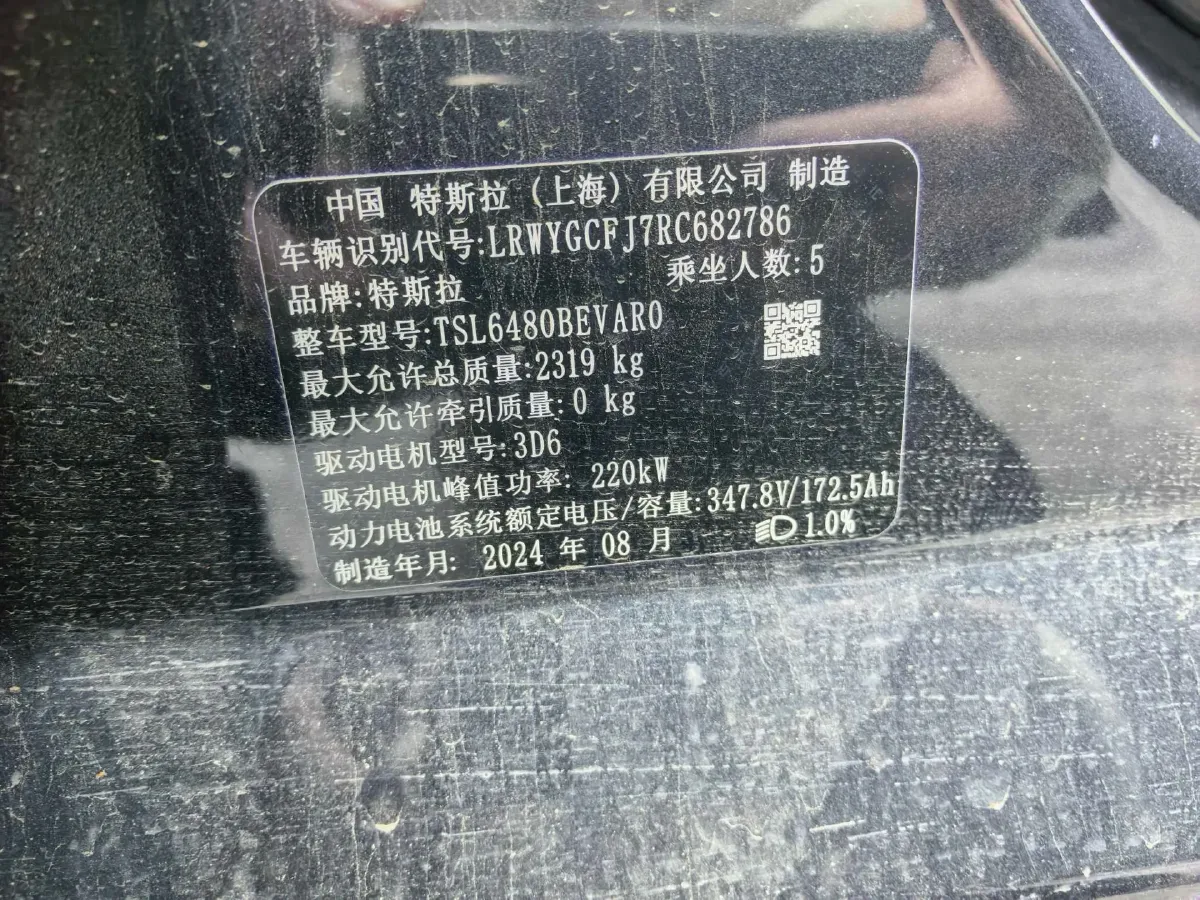 中国 特斯拉(上海)有限公司 制造
车辆识别代号:LRWYGCFJ7RC682786
品牌:特斯拉 乘坐人数:5
整车型号:TSL6480BEVAR0
最大允许总质量:2319 kg
最大允许牵引质量:0 kg
驱动电机型号:3D6
驱动电机峰值功率: 220kW
动力电池系统额定电压/容量:347.8V/172.5Ah
制造年月: 2024 年 08 月 1.0%